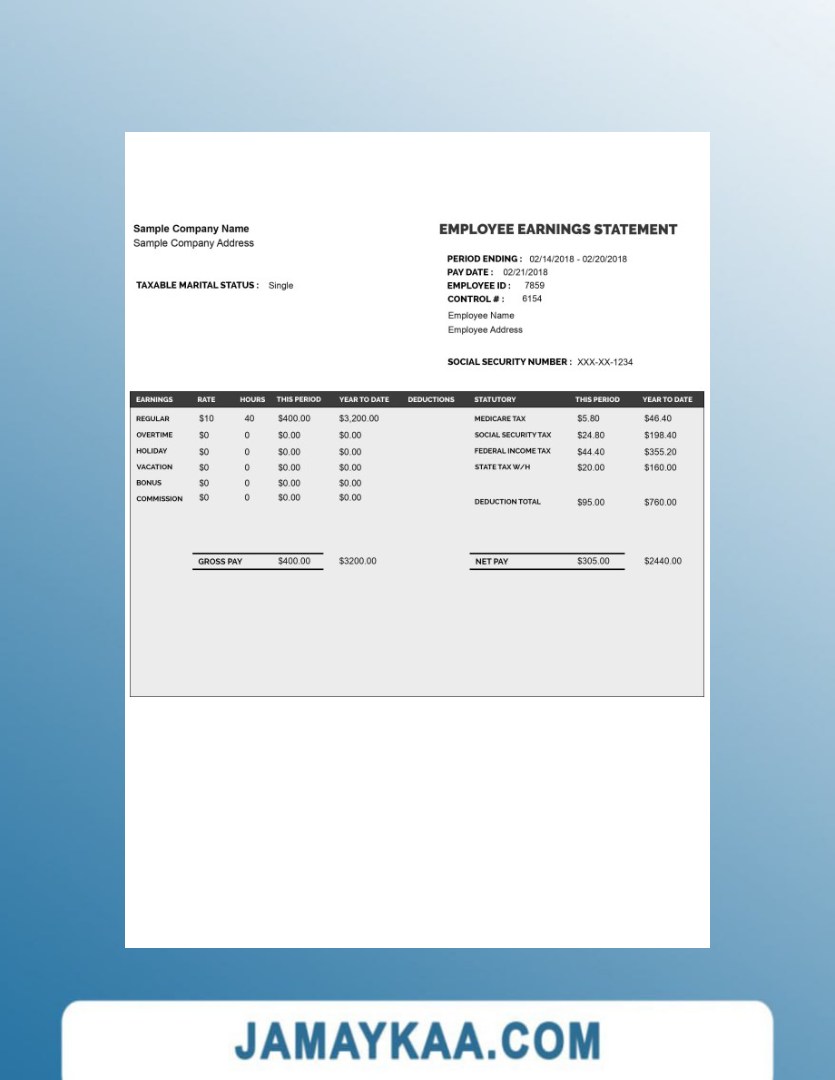 Sample Company Name
Sample Company Address
TAXABLE MARITAL STATUS : Single
EMPLOYEE EARNINGS STATEMENT
PERIOD ENDING : 02/14/2018 - 02/20/2018
PAY DATE : 02/21/2018
EMPLOYEE ID : 7859
CONTROL # : 6154
Employee Name
Employee Address
SOCIAL SECURITY NUMBER : XXX-XX-1234
EARNINGS RATE HOURS THIS PERIOD YEAR TO DATE DEDUCTIONS STATUTORY THIS PERIOD YEAR TO DATE
REGULAR $10 40 $400.00 $3,200.00 MEDICARE TAX $5.80 $46.40
OVERTIME $0 0 $0.00 $0.00 SOCIAL SECURITY TAX $24.80 $198.40
HOLIDAY $0 0 $0.00 $0.00 FEDERAL INCOME TAX $44.40 $355.20
VACATION $0 0 $0.00 $0.00 STATE TAX W/H $20.00 $160.00
BONUS $0 0 $0.00 $0.00
COMMISSION $0 0 $0.00 $0.00 DEDUCTION TOTAL $95.00 $760.00
GROSS PAY $400.00 $3200.00 NET PAY $305.00 $2440.00
JAMAYKAA.COM